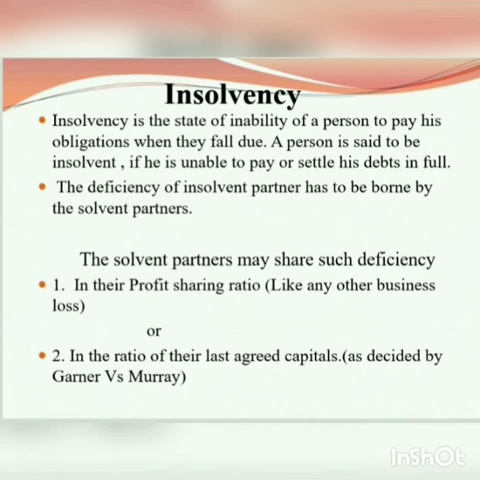 Insolvency
• Insolvency is the state of inability of a person to pay his
obligations when they fall due. A person is said to be
insolvent , if he is unable to pay or settle his debts in full.
• The deficiency of insolvent partner has to be borne by
the solvent partners.
The solvent partners may share such deficiency
• 1. In their Profit sharing ratio (Like any other business
loss)
or
• 2. In the ratio of their last agreed capitals.(as decided by
Garner Vs Murray)
InShOt